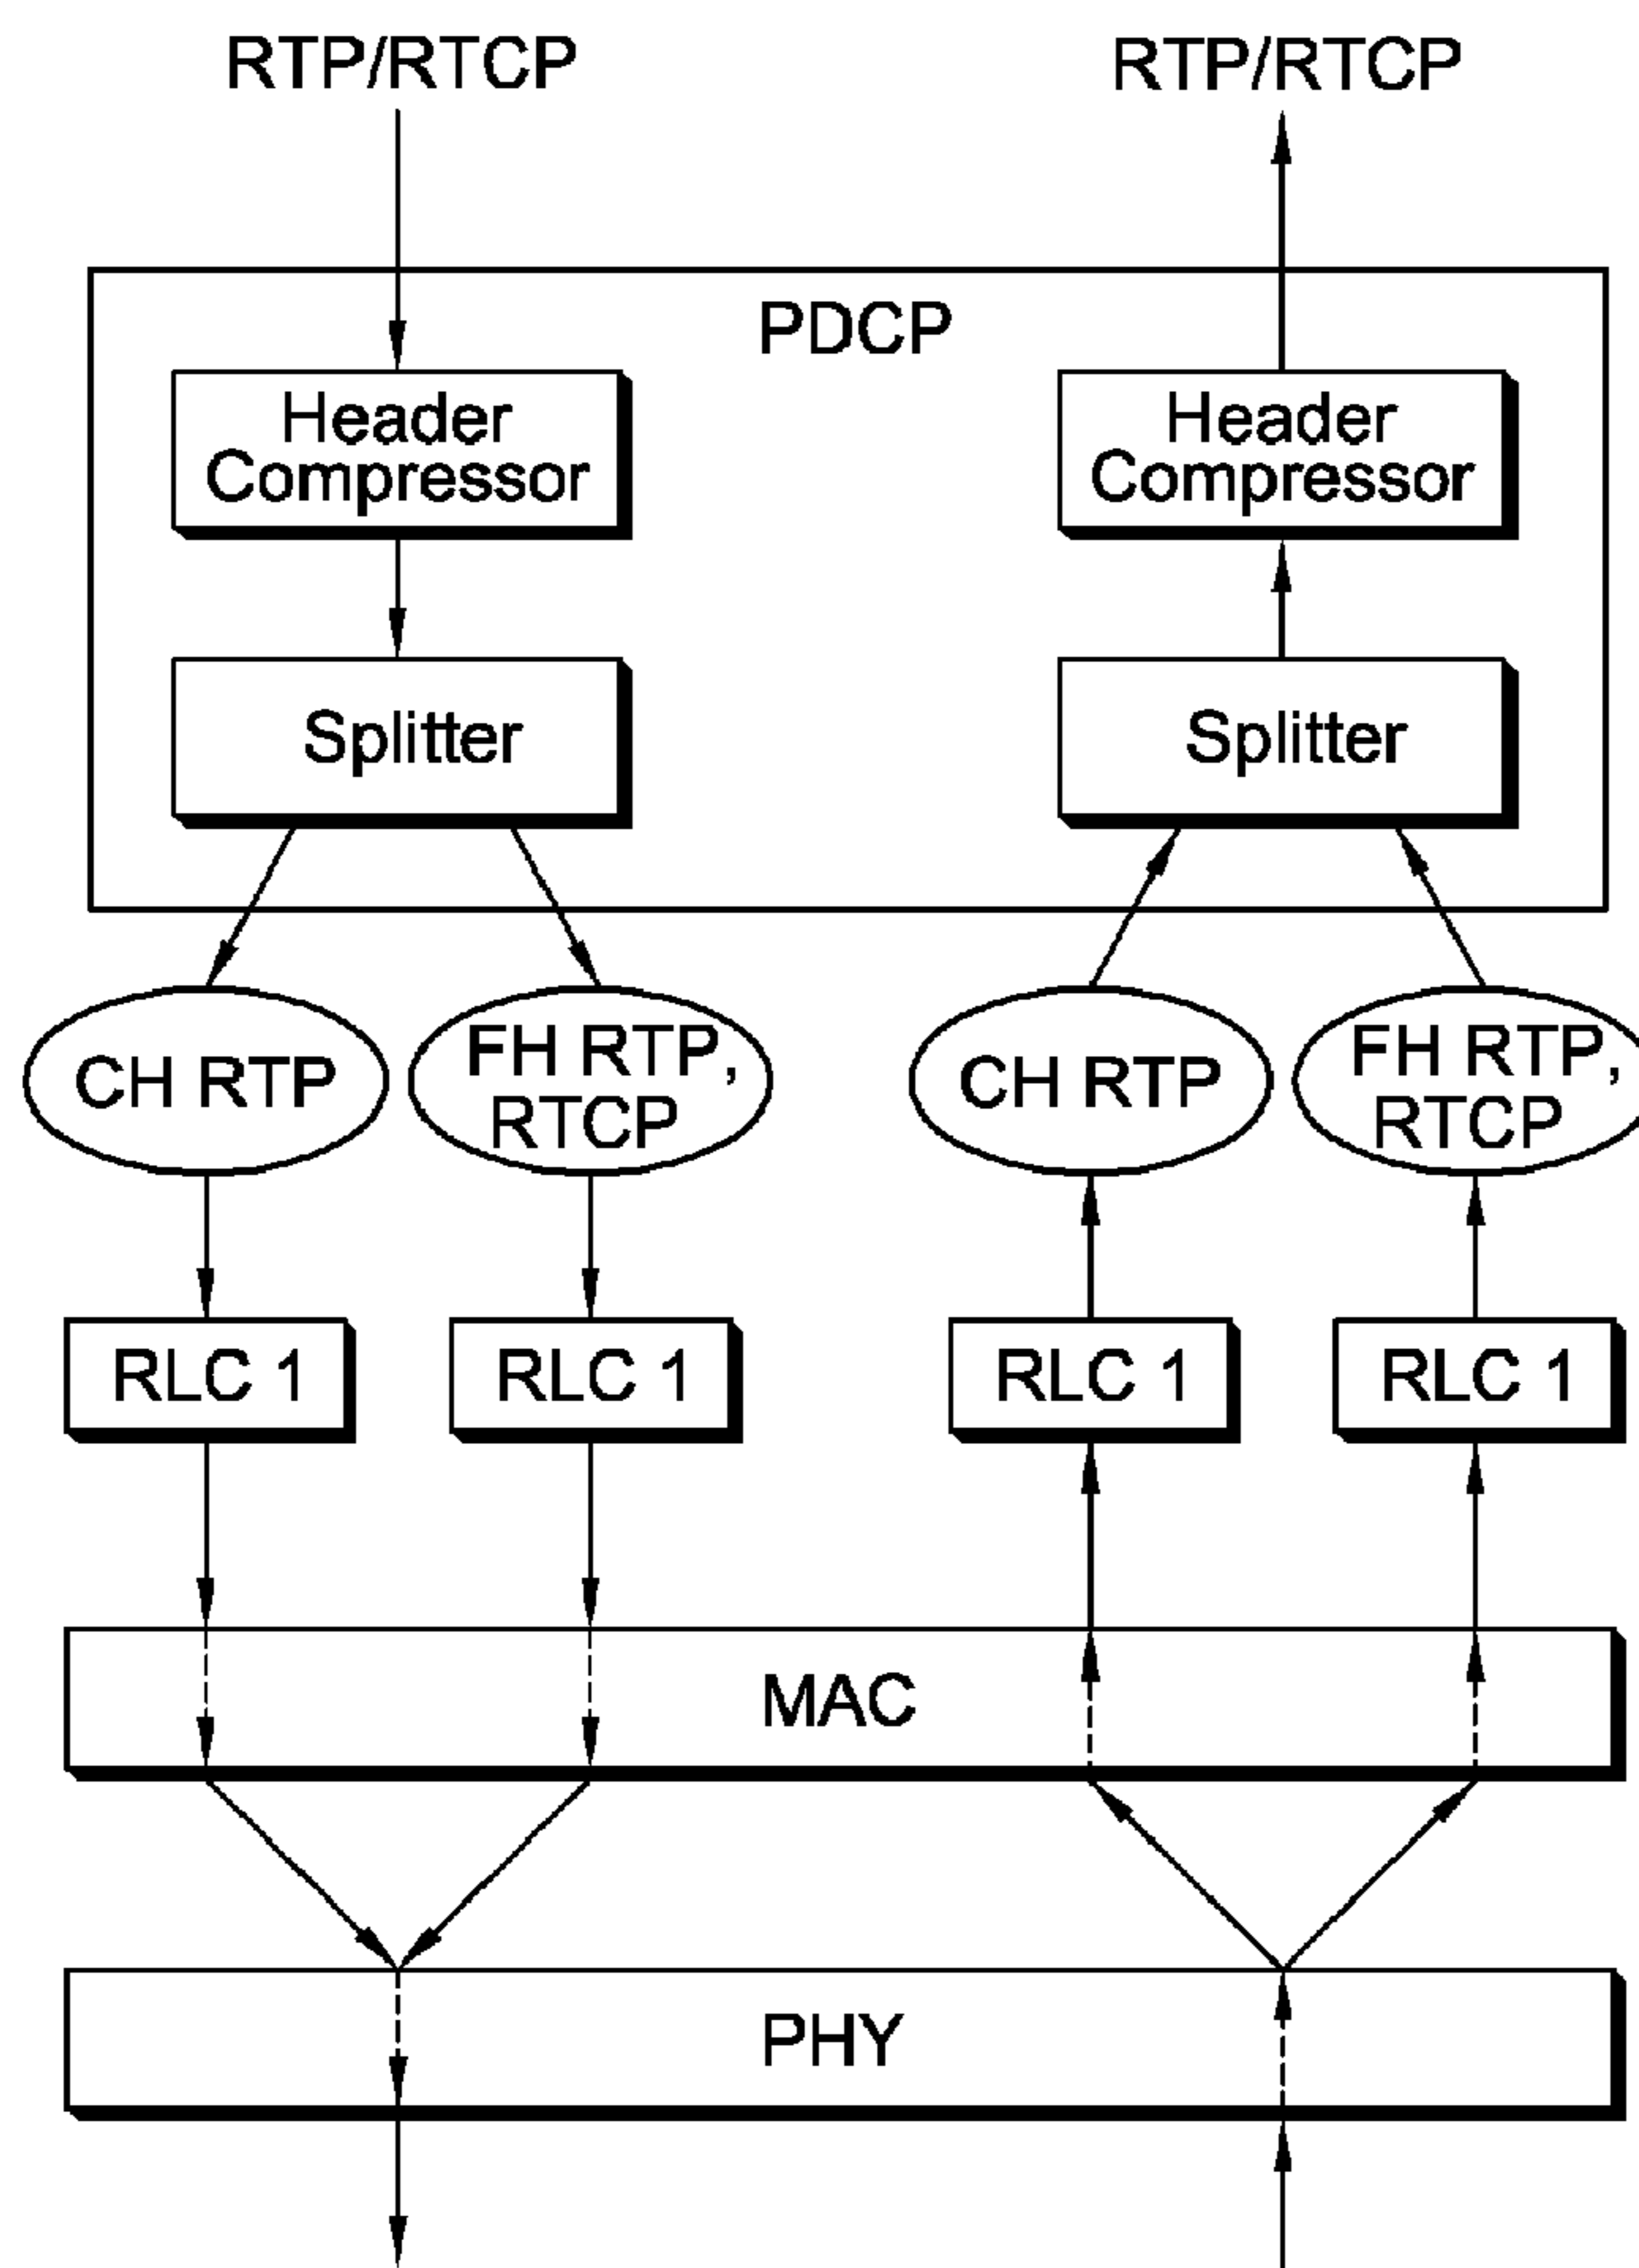 RTP/RTCP
RTP/RTCP
PDCP
Header
Compressor
Header
Compressor
Splitter
Splitter
CH RTP
FH RTP,
RTCP
CH RTP
FH RTP,
RTCP
RLC 1
RLC 1
RLC 1
RLC 1
MAC
PHY